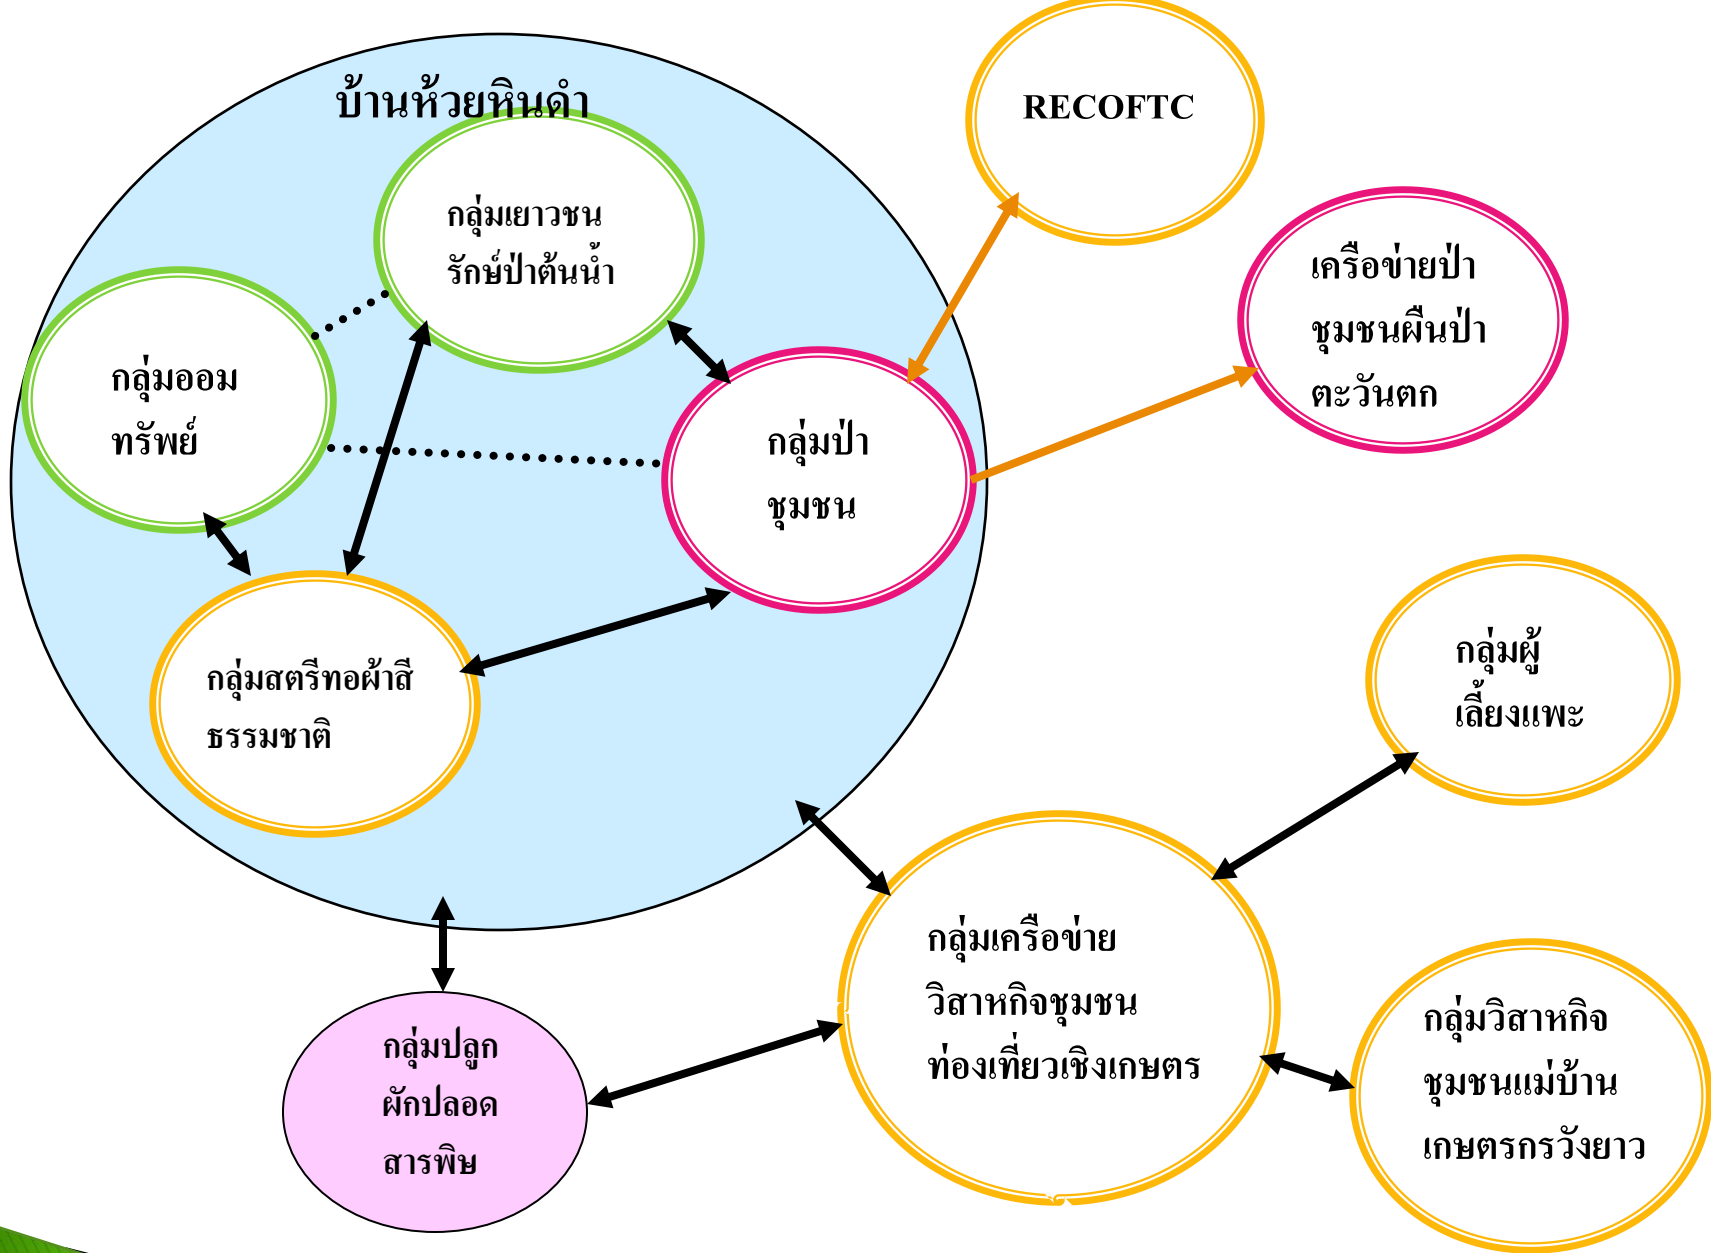 บ้านห้วยหินดำ
RECOFTC
กลุ่มเยาวชน
รักษ์ป่าต้นน้ำ
เครือข่ายป่า
ชุมชนผืนป่า
ตะวันตก
กลุ่มออม
ทรัพย์
กลุ่มป่า
ชุมชน
กลุ่มสตรีทอผ้าสี
ธรรมชาติ
กลุ่มผู้
เลี้ยงแพะ
กลุ่มเครือข่าย
วิสาหกิจชุมชน
ท่องเที่ยวเชิงเกษตร
กลุ่มวิสาหกิจ
ชุมชนแม่บ้าน
เกษตรกรวังยาว
กลุ่มปลูก
ผักปลอด
สารพิษ